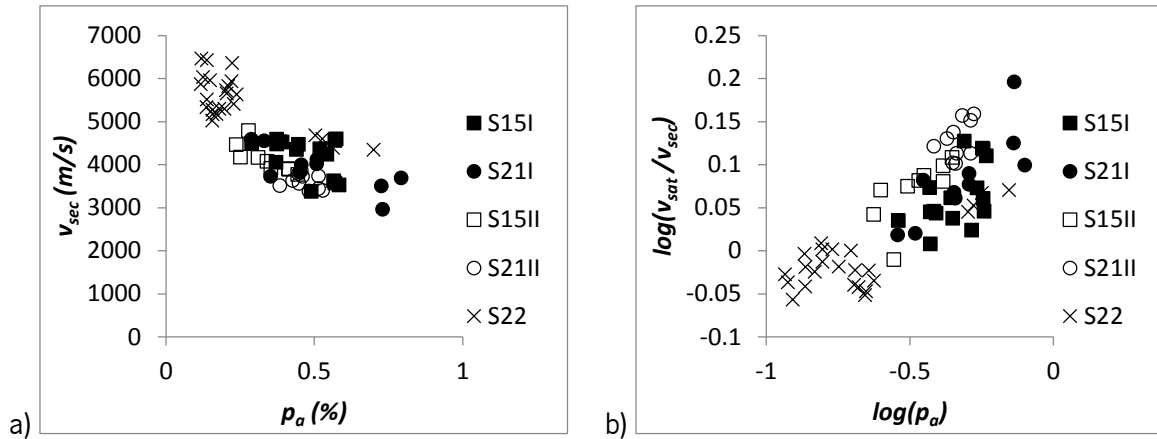 7000
6000
5000
4000
3000
2000
1000
0
0 0.5 1
v_sec (m/s)
p_a (%)
S15I
S21I
S15II
S21II
S22
a)
0.25
0.2
0.15
0.1
0.05
0
-0.05
-0.1
-1 -0.5 0
log(v_sat /v_sec)
log(p_a)
S15I
S21I
S15II
S21II
S22
b)